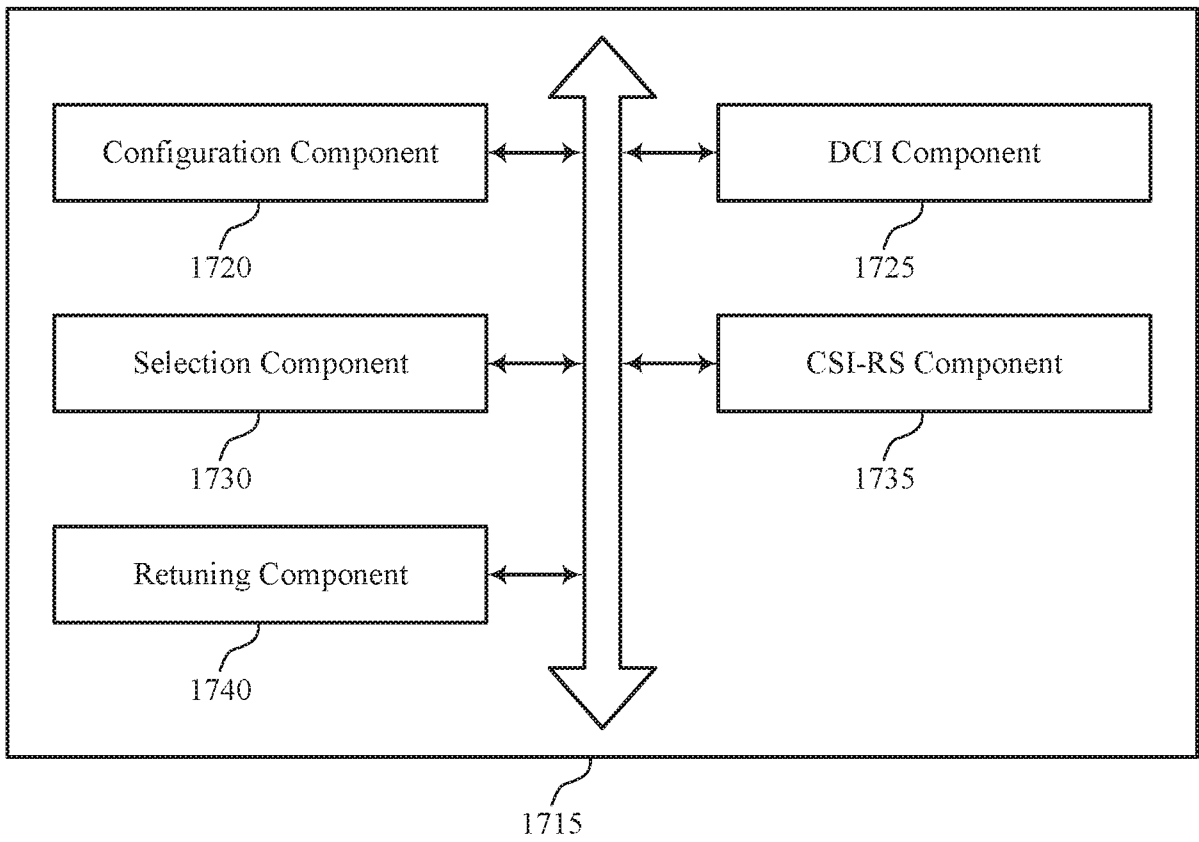 Configuration Component
DCI Component
1720
1725
Selection Component
CSI-RS Component
1730
1735
Retuning Component
1740
1715